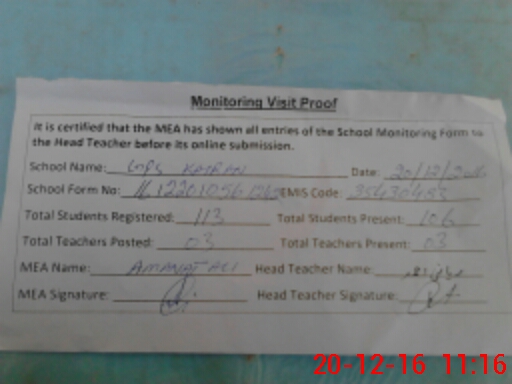 Monitoring Visit Proof
It is certified that the MEA has shown all entries of the School Monitoring Form to
the Head Teacher before its online submission.
School Name: GGPS Date: 20/12/
School Form No: EMIS Code:
Total Students Registered: 113 Total Students Present: 106
Total Teachers Posted: 03 Total Teachers Present: 03
MEA Name: AMANAT ALI Head Teacher Name:
MEA Signature: Head Teacher Signature:
20-12-16 11:16